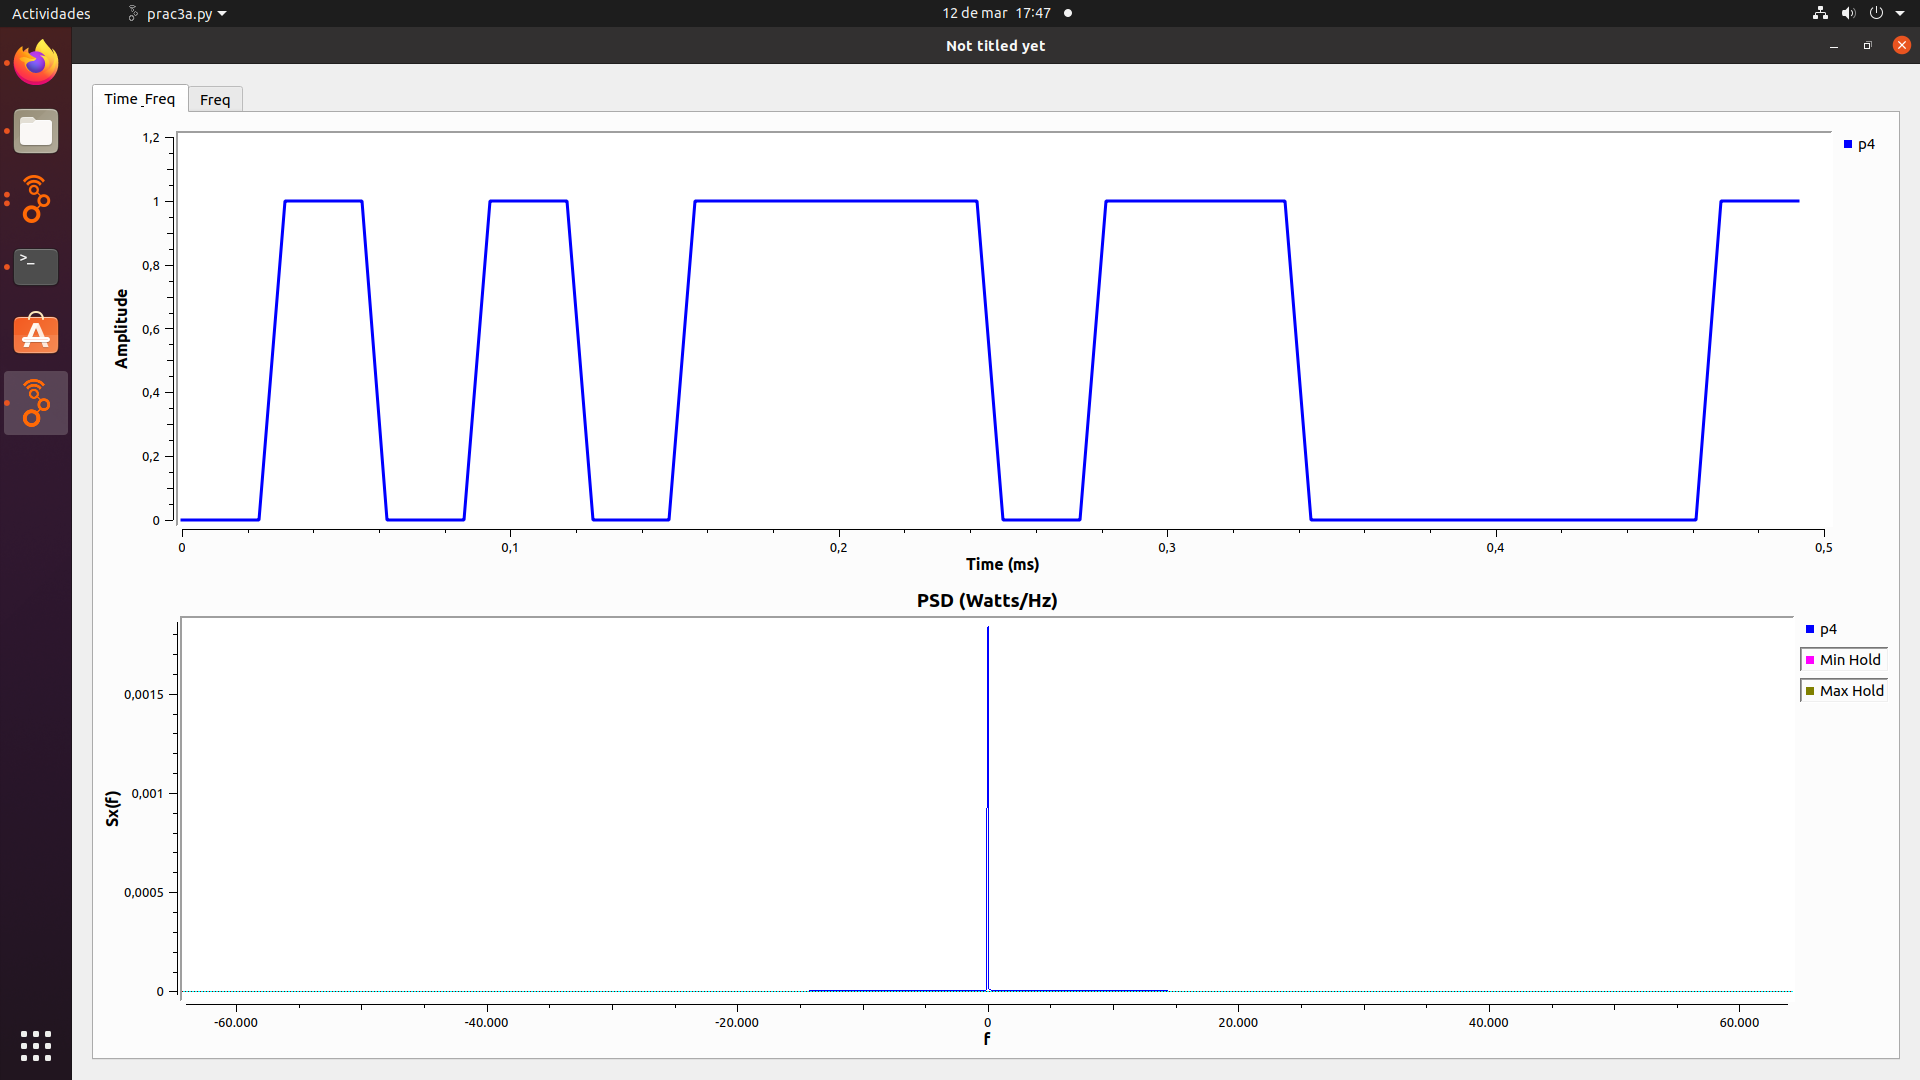 Actividades prac3a.py 12 de mar 17:47
Not titled yet
Time_Freq Freq
1,2
1
0,8
0,6
0,4
0,2
0
Amplitude
p4
0 0,1 0,2 0,3 0,4 0,5
Time (ms)
PSD (Watts/Hz)
0,0015
0,001
0,0005
0
Sx(f)
p4
Min Hold
Max Hold
-60.000 -40.000 -20.000 0 20.000 40.000 60.000
f